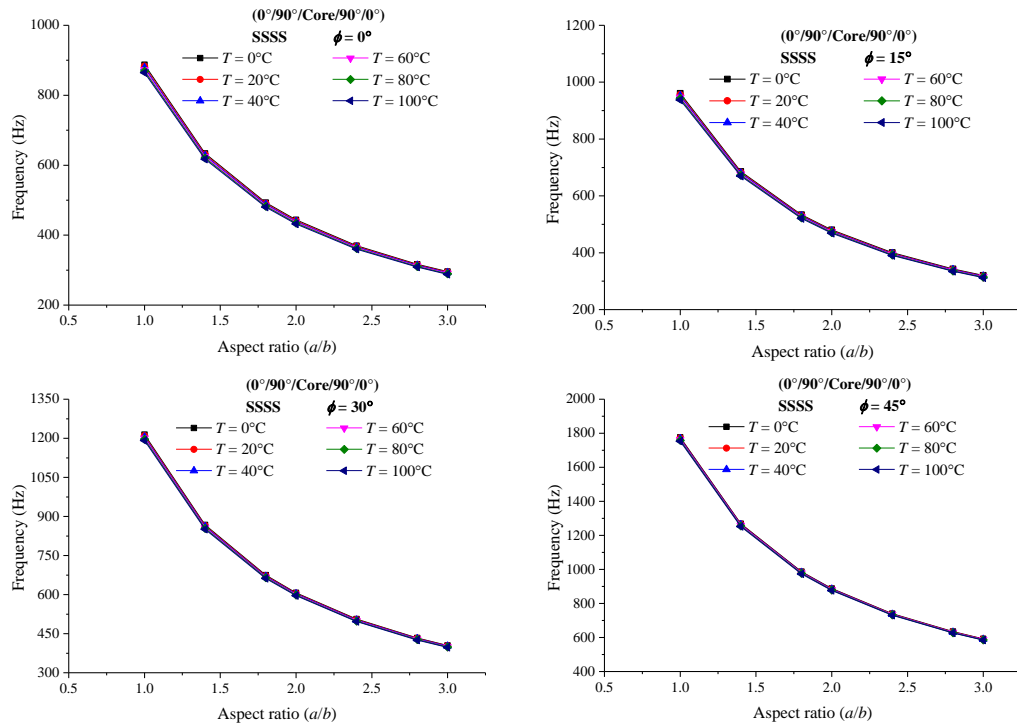 (0°/90°/Core/90°/0°)
SSSS ϕ = 0°
T = 0°C T = 60°C
T = 20°C T = 80°C
T = 40°C T = 100°C
1000
800
600
400
200
Frequency (Hz)
0.5 1.0 1.5 2.0 2.5 3.0
Aspect ratio (a/b)
(0°/90°/Core/90°/0°)
SSSS ϕ = 15°
T = 0°C T = 60°C
T = 20°C T = 80°C
T = 40°C T = 100°C
1200
1000
800
600
400
200
Frequency (Hz)
0.5 1.0 1.5 2.0 2.5 3.0
Aspect ratio (a/b)
(0°/90°/Core/90°/0°)
SSSS ϕ = 30°
T = 0°C T = 60°C
T = 20°C T = 80°C
T = 40°C T = 100°C
1350
1200
1050
900
750
600
450
300
Frequency (Hz)
0.5 1.0 1.5 2.0 2.5 3.0
Aspect ratio (a/b)
(0°/90°/Core/90°/0°)
SSSS ϕ = 45°
T = 0°C T = 60°C
T = 20°C T = 80°C
T = 40°C T = 100°C
2000
1800
1600
1400
1200
1000
800
600
400
Frequency (Hz)
0.5 1.0 1.5 2.0 2.5 3.0
Aspect ratio (a/b)